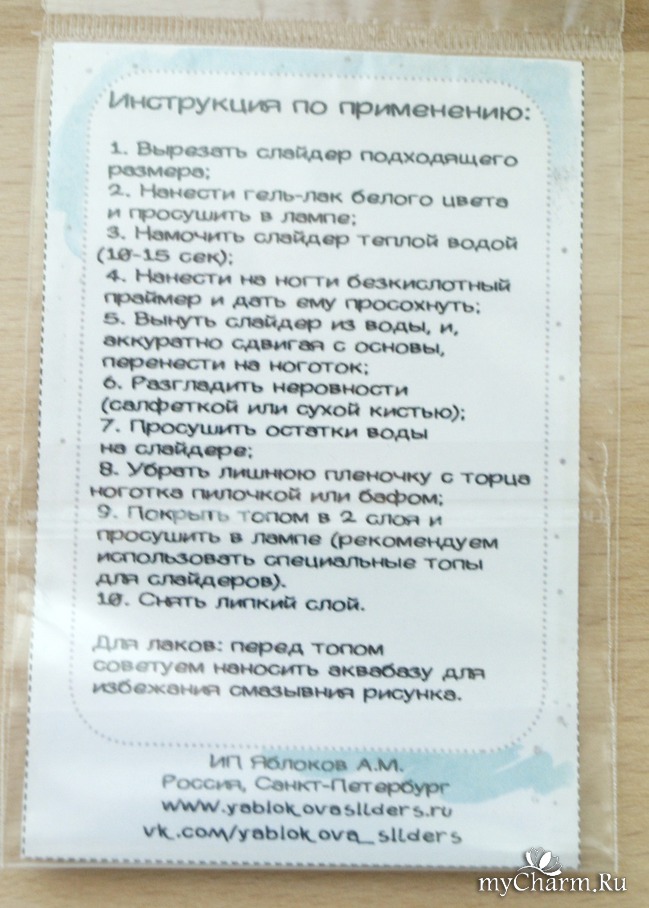 Инструкция по применению:
1. Вырезать слайдер подходящего
размера;
2. Нанести гель-лак белого цвета
и просушить в лампе;
3. Намочить слайдер теплой водой
(10-15 сек);
4. Нанести на ногти безкислотный
праймер и дать ему просохнуть;
5. Вынуть слайдер из воды, и,
аккуратно сдвигая с основы,
перенести на ноготок;
6. Разгладить неровности
(салфеткой или сухой кистью);
7. Просушить остатки воды
на слайдере;
8. Убрать лишнюю пленочку с торца
ноготка пилочкой или бафом;
9. Покрыть топом в 2 слоя и
просушить в лампе (рекомендуем
использовать специальные топы
для слайдеров).
10. Снять липкий слой.
Для лаков: перед топом
советуем наносить аквабазу для
избежания смазывния рисунка.
ИП Яблоков А.М.
Россия, Санкт-Петербург
www.yablokovasliders.ru
vk.com/yablokova_sliders
myCharm.Ru